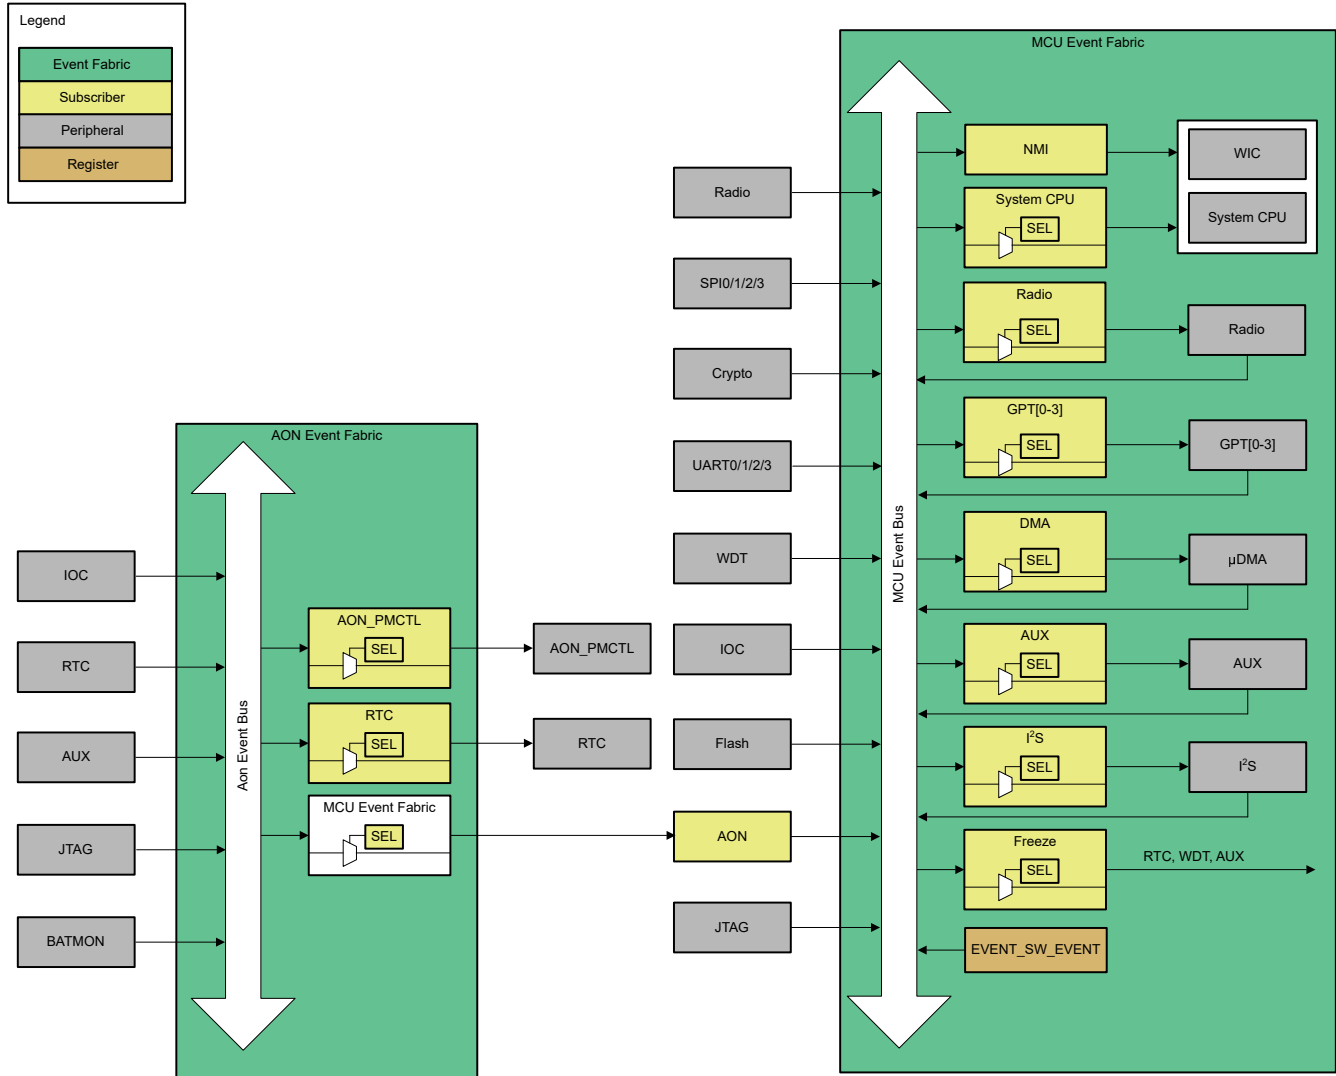 Legend
Event Fabric
Subscriber
Peripheral
Register
AON Event Fabric
IOC
RTC
AUX
JTAG
BATMON
Aon Event Bus
AON_PMCTL
SEL
RTC
SEL
MCU Event Fabric
SEL
AON_PMCTL
RTC
MCU Event Fabric
Radio
SPI0/1/2/3
Crypto
UART0/1/2/3
WDT
IOC
Flash
AON
JTAG
MCU Event Bus
NMI
WIC
System CPU
SEL
System CPU
Radio
SEL
Radio
GPT[0-3]
SEL
GPT[0-3]
DMA
SEL
µDMA
AUX
SEL
AUX
I²S
SEL
I²S
Freeze
SEL
RTC, WDT, AUX
EVENT_SW_EVENT